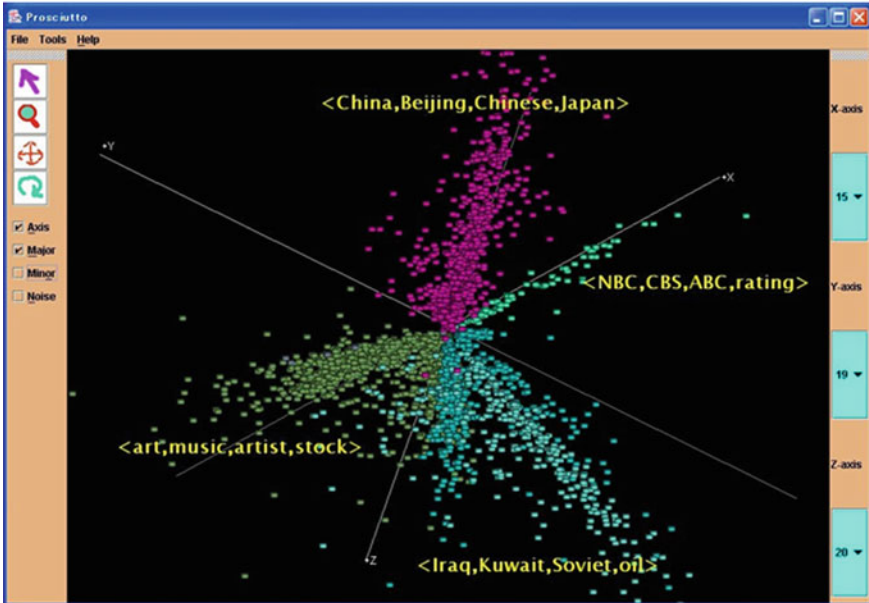 Prosciutto
File Tools Help
<China,Beijing,Chinese,Japan>
X-axis
•Y
•X
15
Axis
Major
Minor
Noise
<NBC,CBS,ABC,rating>
Y-axis
19
<art,music,artist,stock>
Z-axis
•Z
20
<Iraq,Kuwait,Soviet,oil>